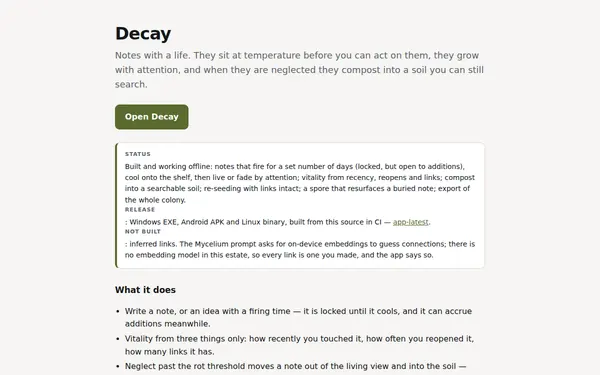 Decay
Notes with a life. They sit at temperature before you can act on them, they grow
with attention, and when they are neglected they compost into a soil you can still
search.
Open Decay
STATUS
Built and working offline: notes that fire for a set number of days (locked, but open to additions),
cool onto the shelf, then live or fade by attention; vitality from recency, reopens and links; compost
into a searchable soil; re-seeding with links intact; a spore that resurfaces a buried note; export of
the whole colony.
RELEASE
: Windows EXE, Android APK and Linux binary, built from this source in CI — app-latest.
NOT BUILT
: inferred links. The Mycelium prompt asks for on-device embeddings to guess connections; there is
no embedding model in this estate, so every link is one you made, and the app says so.
What it does
• Write a note, or an idea with a firing time — it is locked until it cools, and it can accrue
additions meanwhile.
• Vitality from three things only: how recently you touched it, how often you reopened it,
how many links it has.
• Neglect past the rot threshold moves a note out of the living view and into the soil —